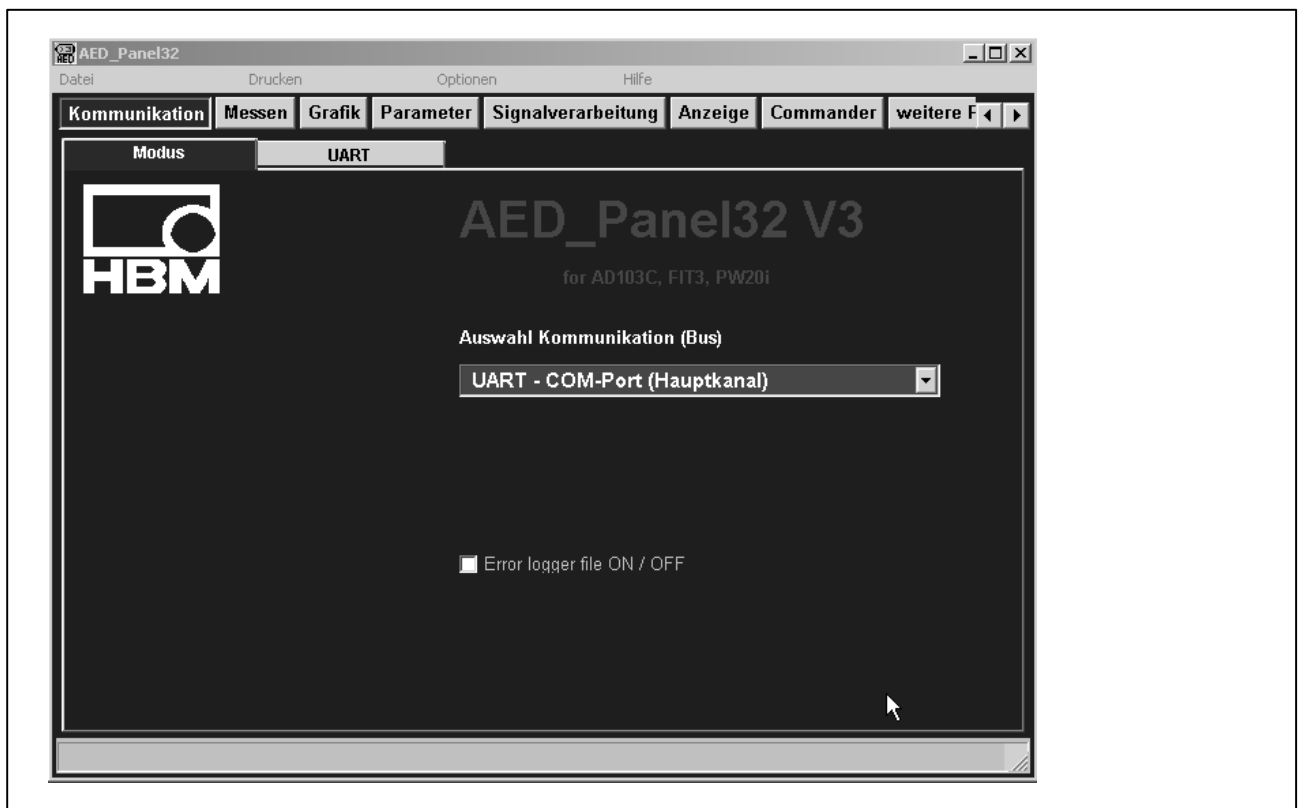 AED_Panel32
Datei Drucken Optionen Hilfe
Kommunikation Messen Grafik Parameter Signalverarbeitung Anzeige Commander weitere
Modus UART
HBM
AED_Panel32 V3
for AD103C, FIT3, PW20i
Auswahl Kommunikation (Bus)
UART - COM-Port (Hauptkanal)
Error logger file ON / OFF